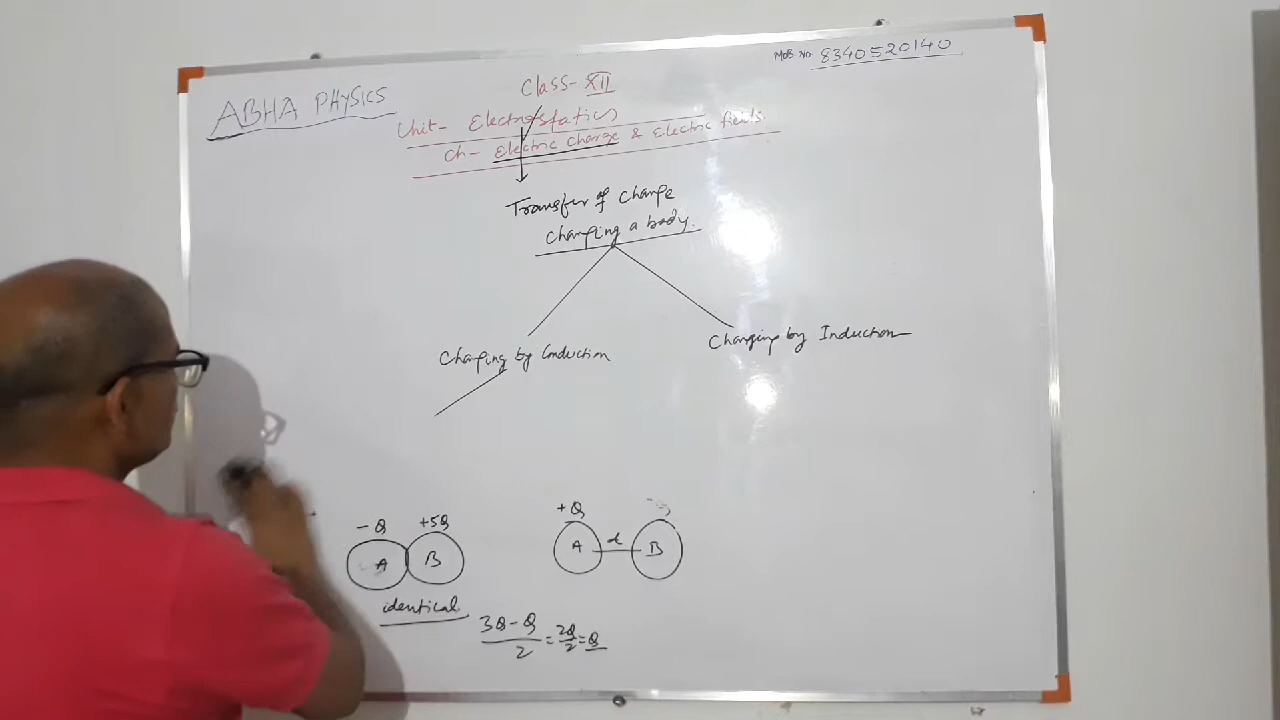 ABHA PHYSICS
Class-XII
Mob No. 8340520140
Unit- Electrostatics
Ch- Electric Charge & Electric fields
Transfer of Charge
Charging a body.
Charging by Conduction
Charging by Induction
-Q +5Q
A B
identical
+Q
A d B
3Q-Q/2 = 2Q/2 = Q